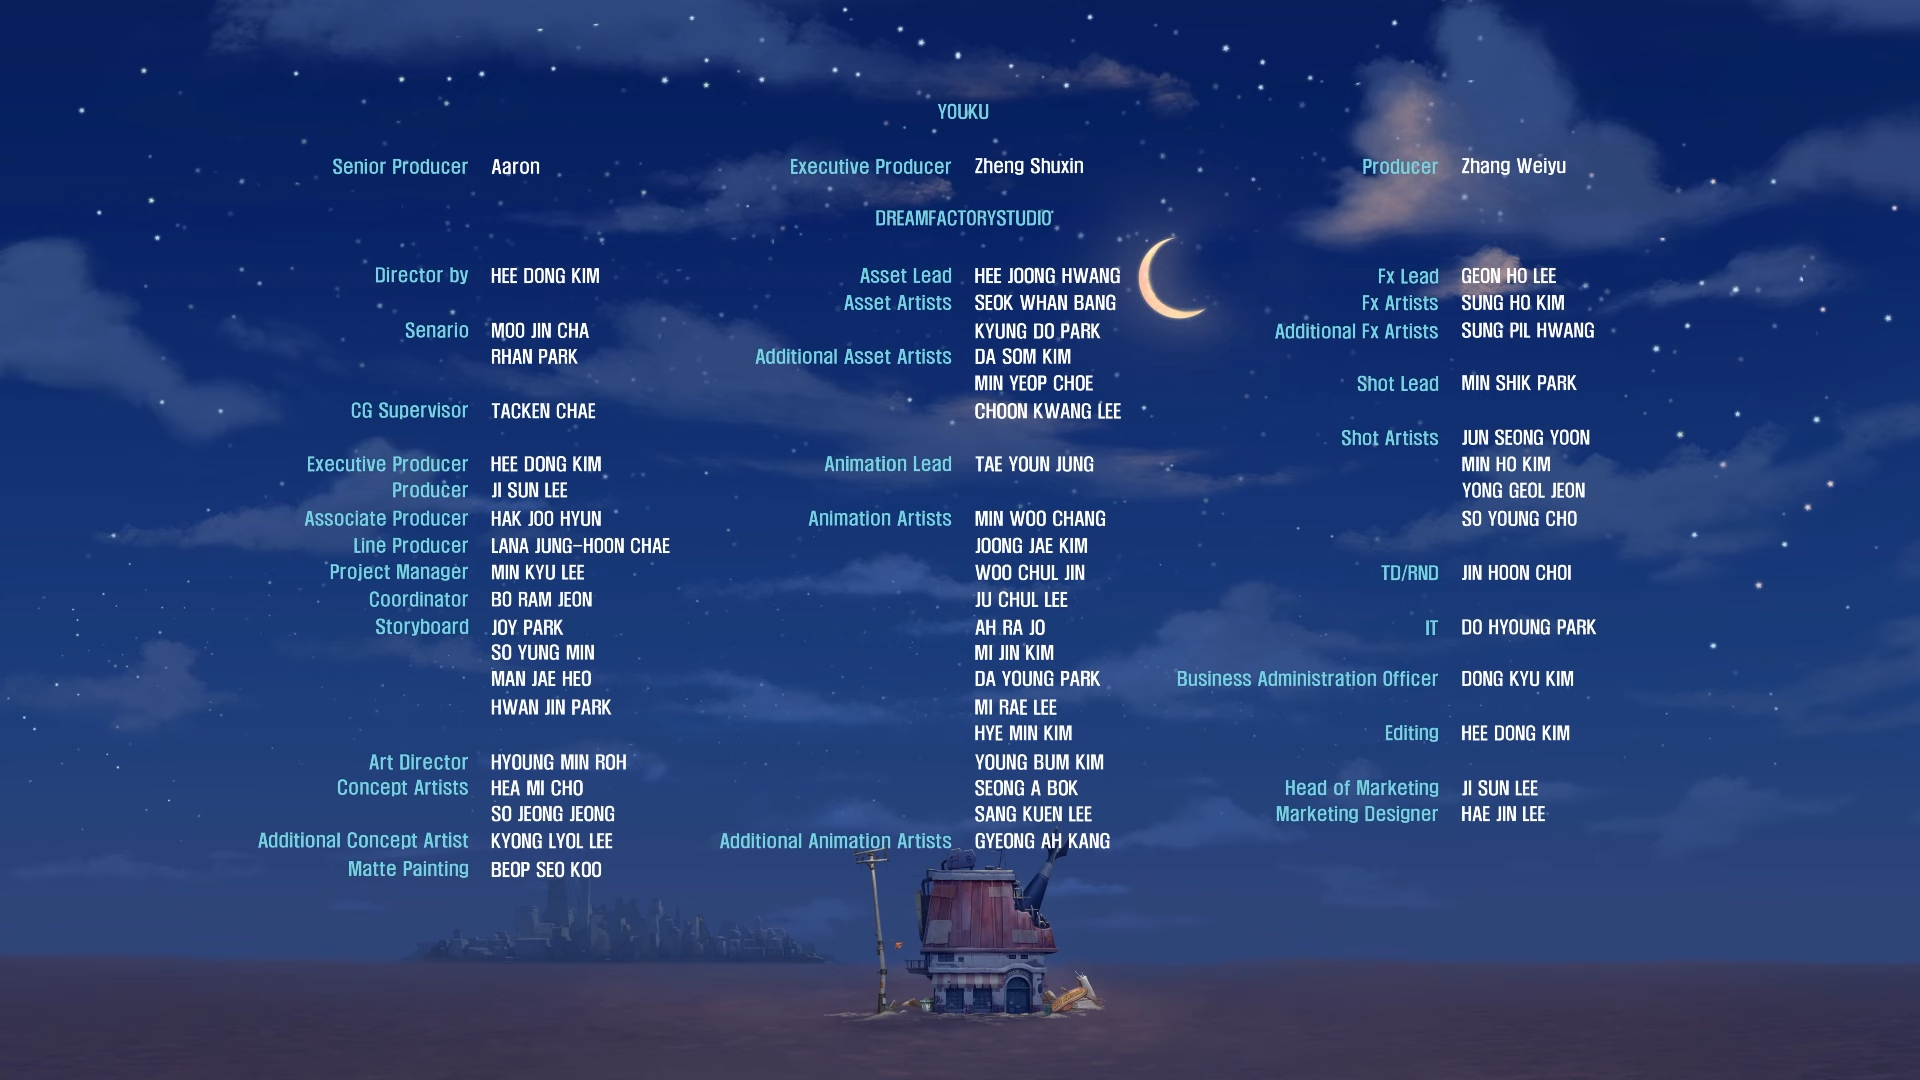 YOUKU
Senior Producer Aaron
Executive Producer Zheng Shuxin
Producer Zhang Weiyu
DREAMFACTORYSTUDIO
Director by HEE DONG KIM
Senario MOO JIN CHA
RHAN PARK
CG Supervisor TACKEN CHAE
Executive Producer HEE DONG KIM
Producer JI SUN LEE
Associate Producer HAK JOO HYUN
Line Producer LANA JUNG-HOON CHAE
Project Manager MIN KYU LEE
Coordinator BO RAM JEON
Storyboard JOY PARK
SO YUNG MIN
MAN JAE HEO
HWAN JIN PARK
Art Director HYOUNG MIN ROH
Concept Artists HEA MI CHO
SO JEONG JEONG
Additional Concept Artist KYONG LYOL LEE
Matte Painting BEOP SEO KOO
Asset Lead HEE JOONG HWANG
Asset Artists SEOK WHAN BANG
KYUNG DO PARK
Additional Asset Artists DA SOM KIM
MIN YEOP CHOE
CHOON KWANG LEE
Animation Lead TAE YOUN JUNG
Animation Artists MIN WOO CHANG
JOONG JAE KIM
WOO CHUL JIN
JU CHUL LEE
AH RA JO
MI JIN KIM
DA YOUNG PARK
MI RAE LEE
HYE MIN KIM
YOUNG BUM KIM
SEONG A BOK
SANG KUEN LEE
Additional Animation Artists GYEONG AH KANG
Fx Lead GEON HO LEE
Fx Artists SUNG HO KIM
Additional Fx Artists SUNG PIL HWANG
Shot Lead MIN SHIK PARK
Shot Artists JUN SEONG YOON
MIN HO KIM
YONG GEOL JEON
SO YOUNG CHO
TD/RND JIN HOON CHOI
IT DO HYOUNG PARK
Business Administration Officer DONG KYU KIM
Editing HEE DONG KIM
Head of Marketing JI SUN LEE
Marketing Designer HAE JIN LEE